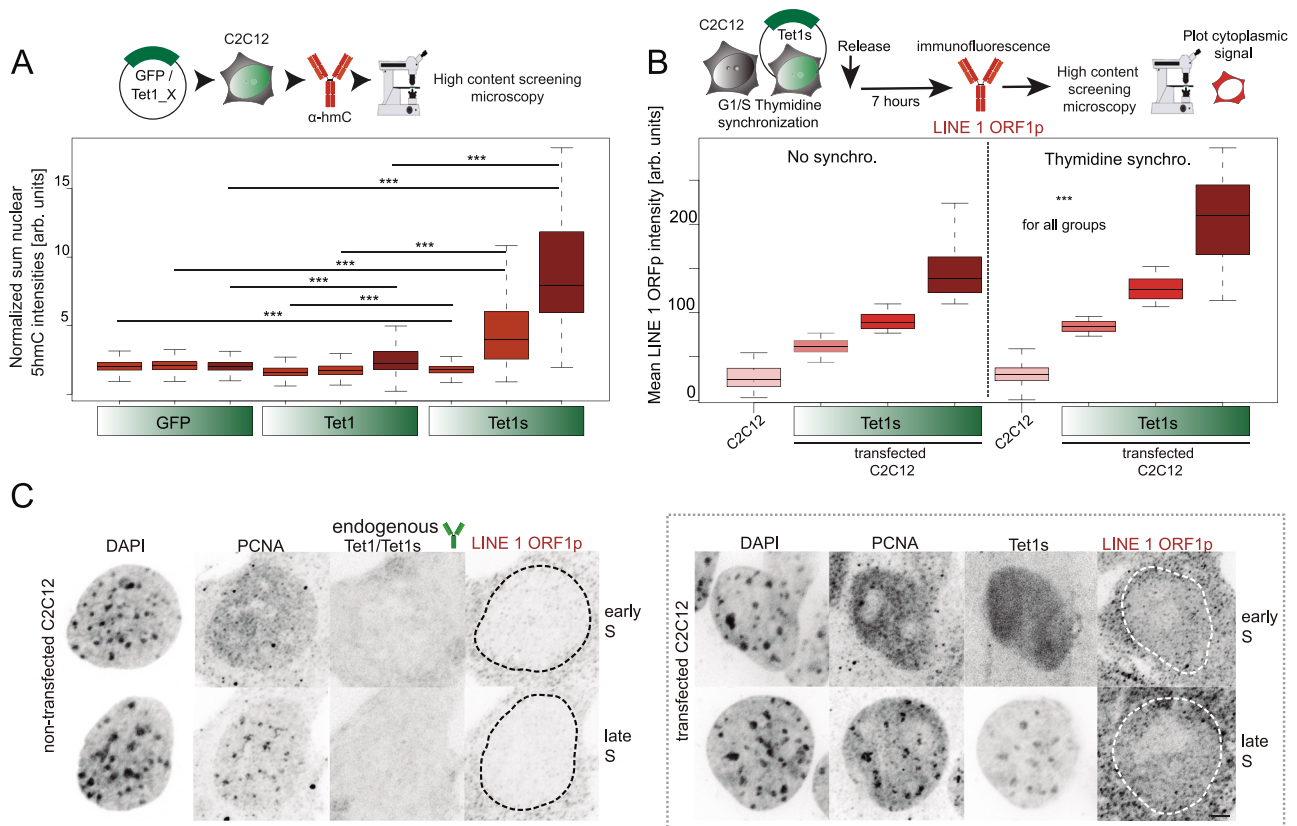 A
GFP /
Tet1_X
C2C12
α-hmC
High content screening
microscopy
Normalized sum nuclear
5hmC intensities [arb. units]
15
10
5
***
***
***
***
***
***
***
GFP
Tet1
Tet1s
B
C2C12
Tet1s
G1/S Thymidine
synchronization
Release
7 hours
immunofluorescence
LINE 1 ORF1p
High content
screening
microscopy
Plot cytoplasmic
signal
Mean LINE 1 ORFp intensity [arb. units]
200
100
0
No synchro.
Thymidine synchro.
***
for all groups
C2C12
Tet1s
transfected
C2C12
C2C12
Tet1s
transfected
C2C12
C
non-transfected C2C12
DAPI
PCNA
endogenous
Tet1/Tet1s
LINE 1 ORF1p
early
S
late
S
transfected C2C12
DAPI
PCNA
Tet1s
LINE 1 ORF1p
early
S
late
S